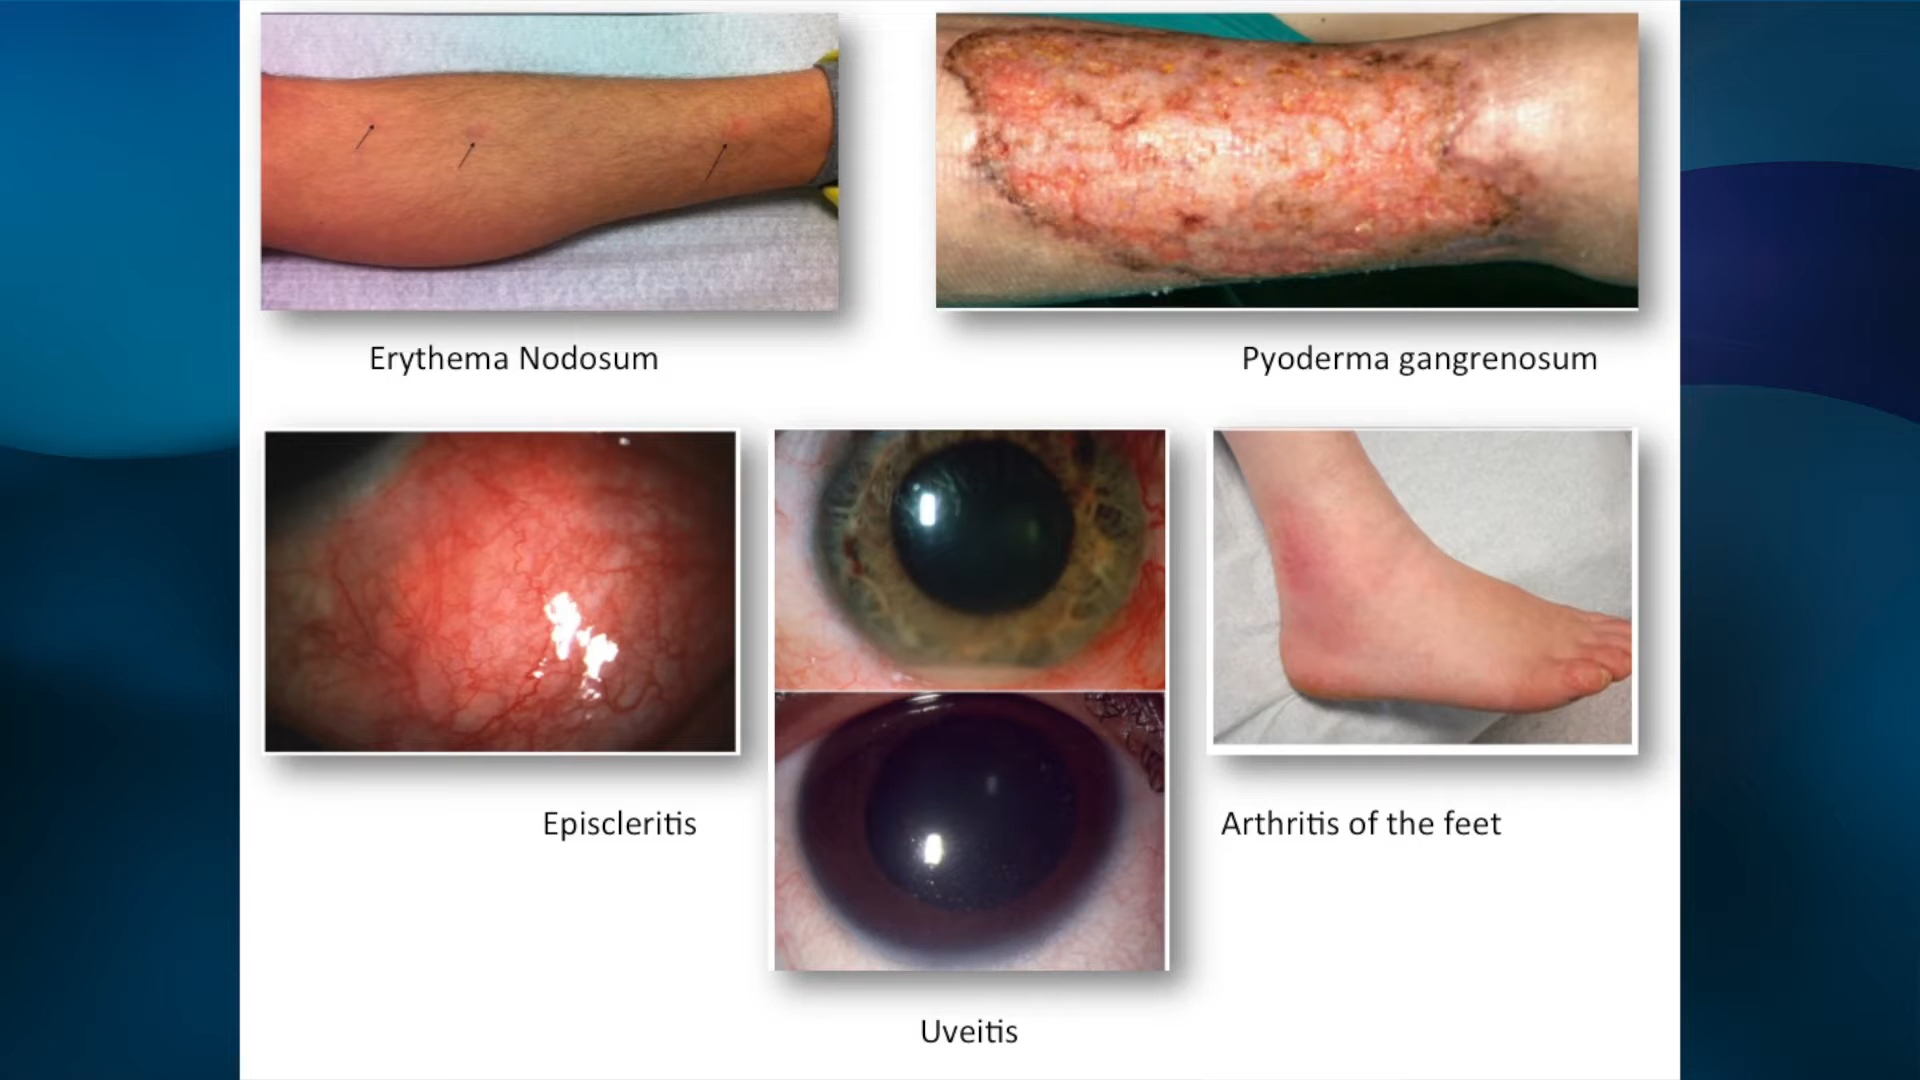 Erythema Nodosum
Pyoderma gangrenosum
Episcleritis
Arthritis of the feet
Uveitis